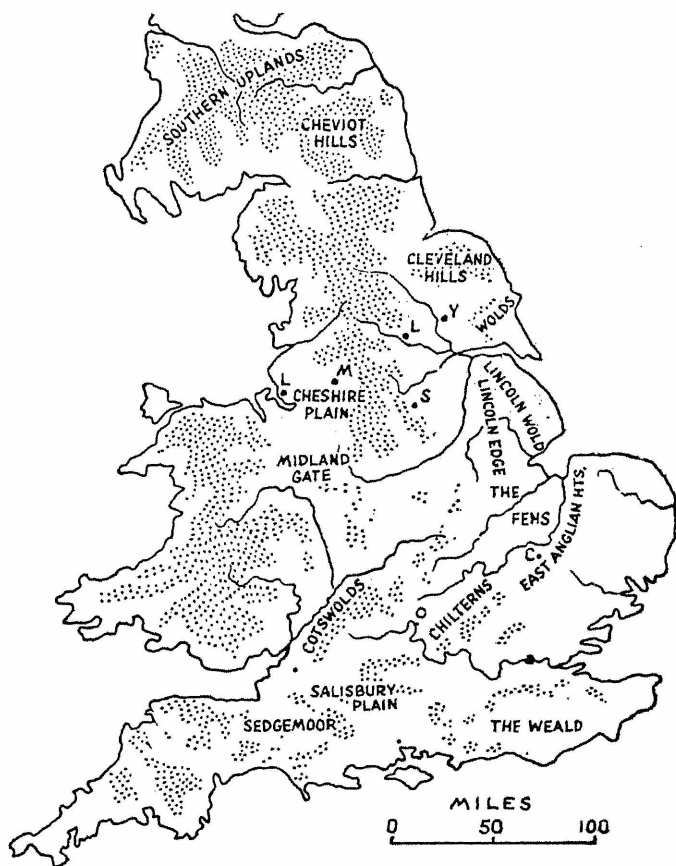 SOUTHERN UPLANDS
CHEVIOT
HILLS
CLEVELAND
HILLS
Y
WOLDS
L
L
M
CHESHIRE
PLAIN
S
LINCOLN WOLD
LINCOLN EDGE
MIDLAND
GATE
THE
FENS
EAST ANGLIAN HTS.
C
COTSWOLDS
O
CHILTERNS
SALISBURY
PLAIN
SEDGEMOOR
THE WEALD
MILES
0 50 100